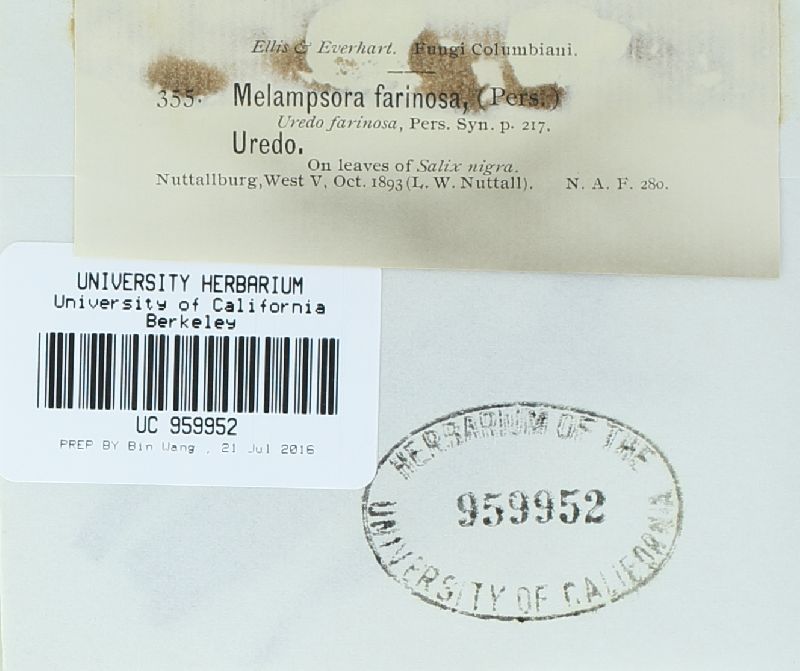 Ellis & Everhart. Fungi Columbiani.
355. Melampsora farinosa, (Pers.)
Uredo farinosa, Pers. Syn. p. 217.
Uredo.
On leaves of Salix nigra.
Nuttallburg, West V, Oct. 1893 (L. W. Nuttall). N. A. F. 280.
UNIVERSITY HERBARIUM
University of California
Berkeley
UC 959952
PREP BY Bin Wang , 21 Jul 2016
HERBARIUM OF THE
959952
UNIVERSITY OF CALIFORNIA